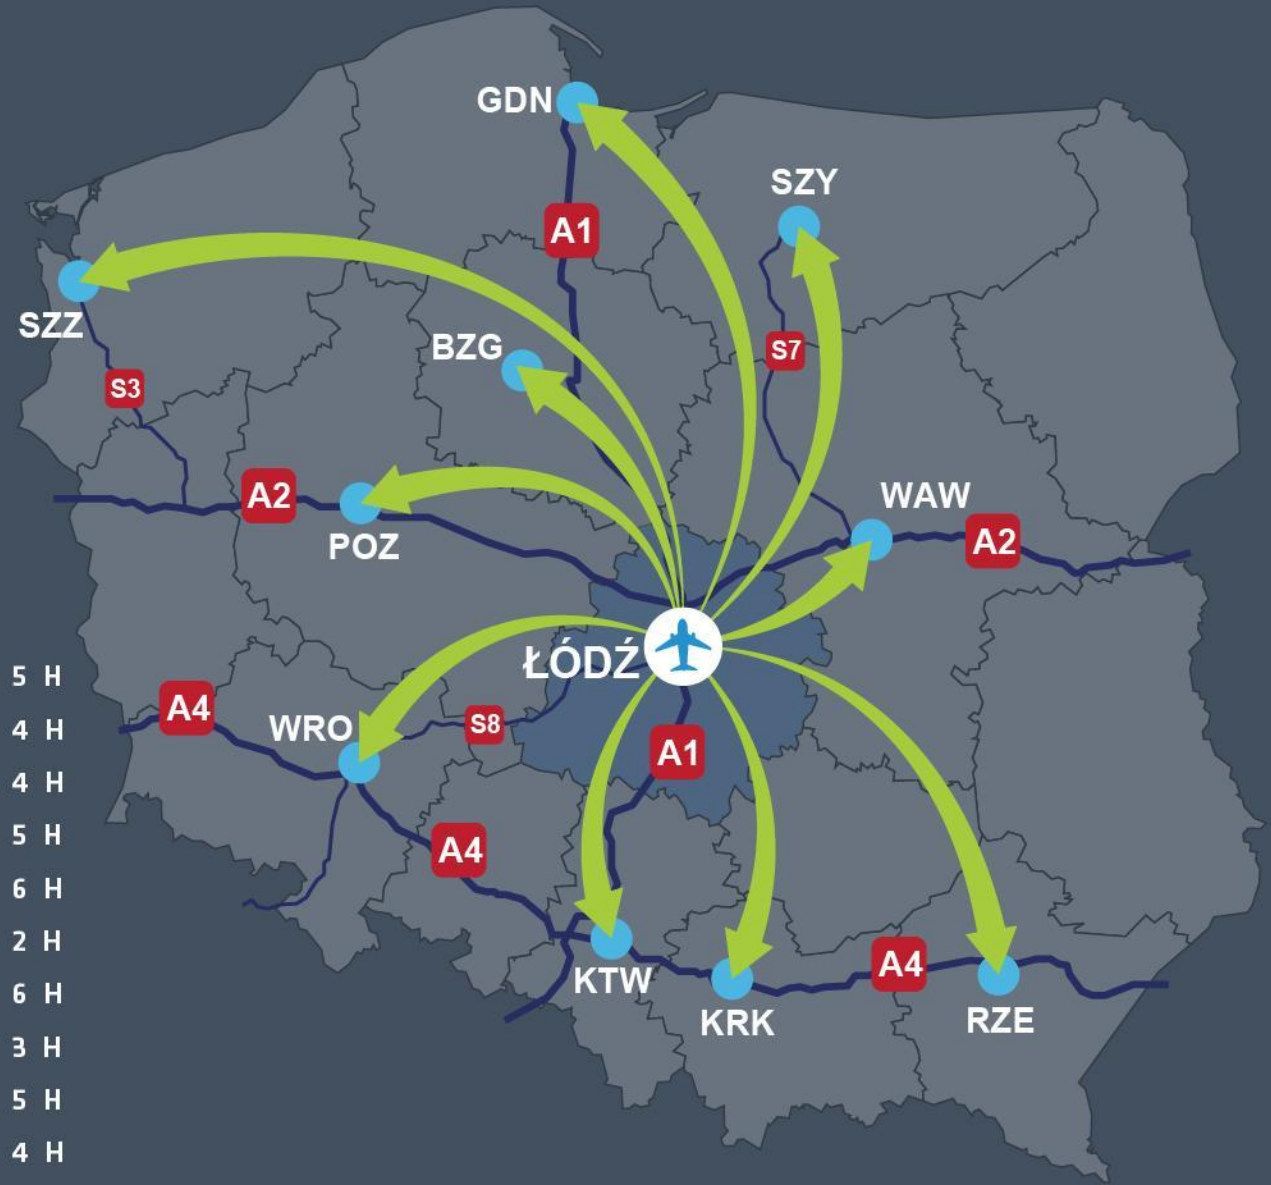 GDN
SZY
A1
SZZ
BZG
S7
S3
A2
WAW
POZ
A2
ŁÓDŹ
5 H
A4
WRO
S8
4 H
A1
4 H
5 H
A4
6 H
2 H
KTW
A4
6 H
KRK
RZE
3 H
5 H
4 H